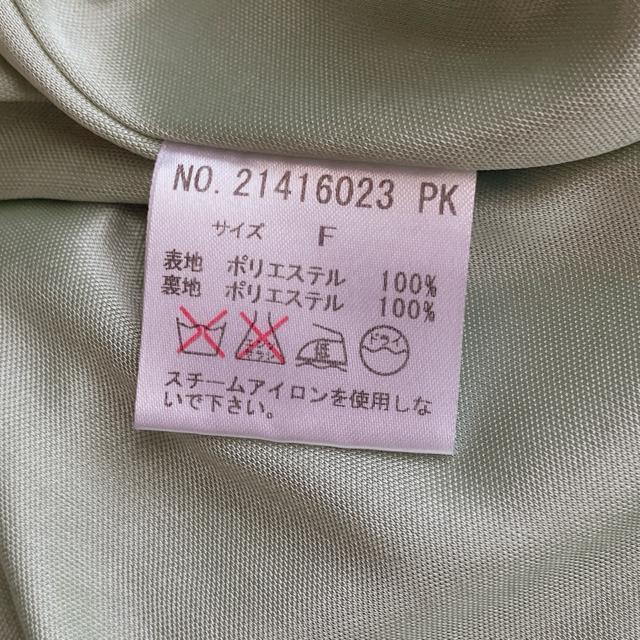 NO. 21416023 PK
サイズ F
表地 ポリエステル 100%
裏地 ポリエステル 100%
低 ドライ
スチームアイロンを使用しな
いで下さい。